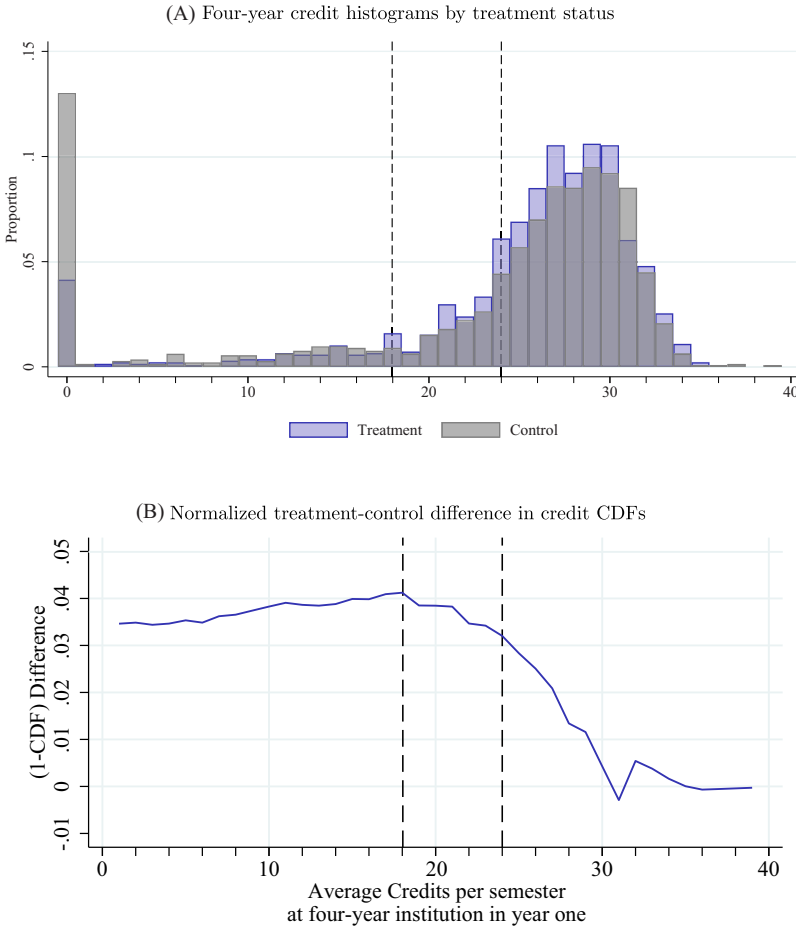 (A) Four-year credit histograms by treatment status
.15
.1
.05
0
Proportion
0 10 20 30 40
Treatment Control
(B) Normalized treatment-control difference in credit CDFs
.05
.04
.03
.02
.01
0
-.01
(1-CDF) Difference
0 10 20 30 40
Average Credits per semester
at four-year institution in year one